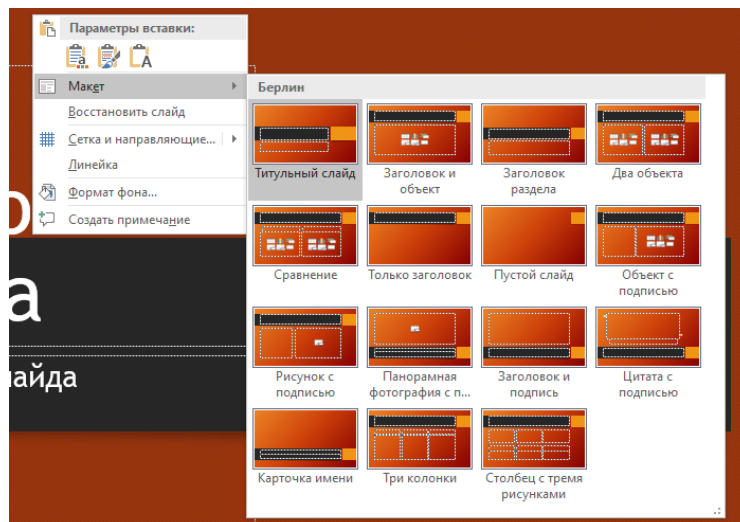 Параметры вставки:
Макет
Восстановить слайд
Сетка и направляющие...
Линейка
Формат фона...
Создать примечание
а
лайда
Берлин
Титульный слайд
Заголовок и
объект
Заголовок
раздела
Два объекта
Сравнение
Только заголовок
Пустой слайд
Объект с
подписью
Рисунок с
подписью
Панорамная
фотография с п...
Заголовок и
подпись
Цитата с
подписью
Карточка имени
Три колонки
Столбец с тремя
рисунками